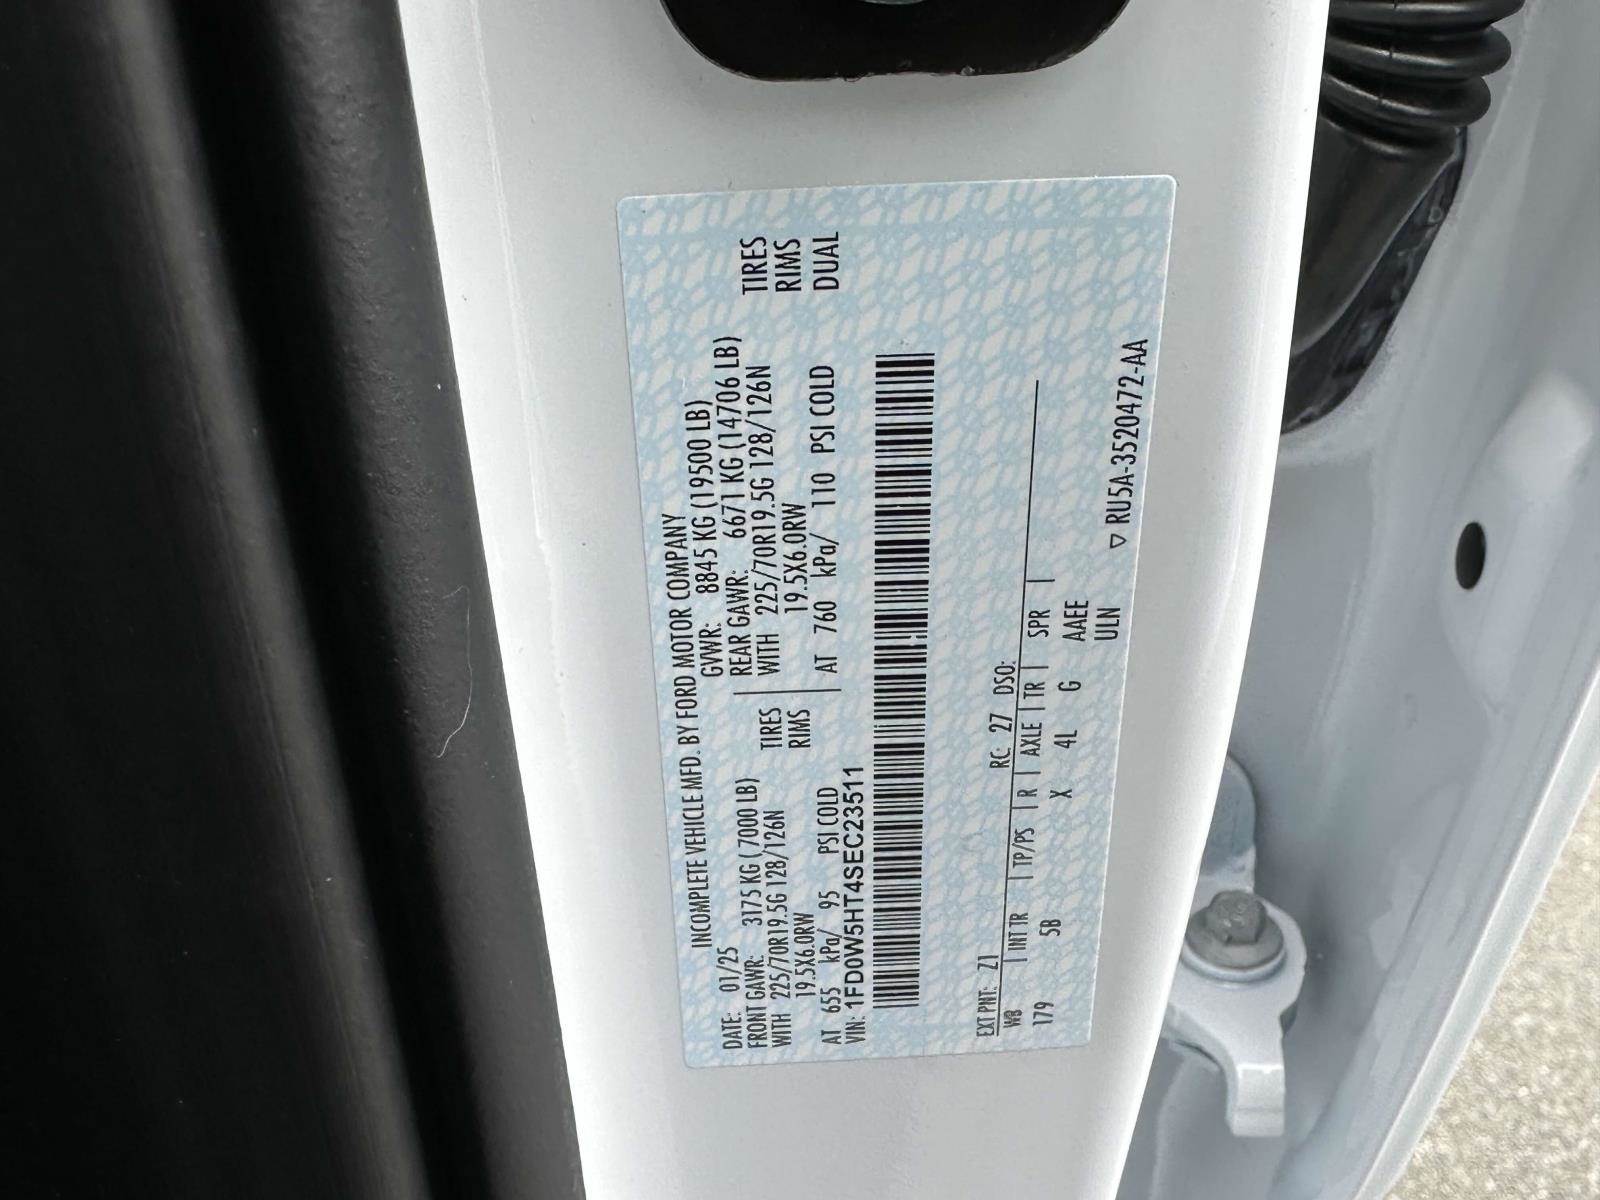 INCOMPLETE VEHICLE MFD. BY FORD MOTOR COMPANY
DATE: 01/25 GVWR: 8845 KG (19500 LB)
FRONT GAWR: 3175 KG (7000 LB) REAR GAWR: 6671 KG (14706 LB)
WITH 225/70R19.5G 128/126N TIRES WITH 225/70R19.5G 128/126N TIRES
19.5X6.0RW RIMS 19.5X6.0RW RIMS
AT 655 kPa/ 95 PSI COLD AT 760 kPa/ 110 PSI COLD DUAL
VIN: 1FD0W5HT4SEC23511
EXT PNT: Z1 RC: 27 DSO:
WB | INT TR | TP/PS | R | AXLE | TR | SPR |
179 5B X 4L G AAEE
ULN
▽ RU5A-3520472-AA